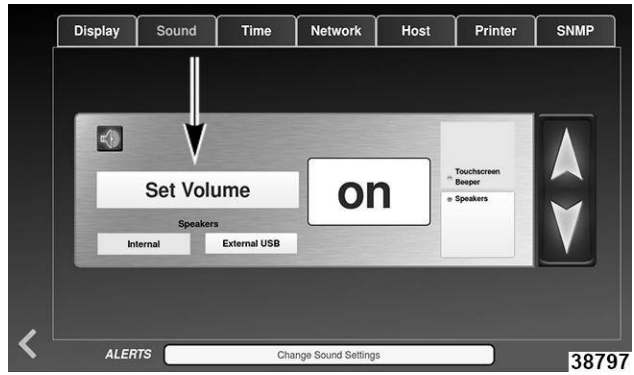 Display Sound Time Network Host Printer SNMP
Set Volume
on
Touchscreen
Beeper
Speakers
Speakers
Internal External USB
ALERTS Change Sound Settings
38797